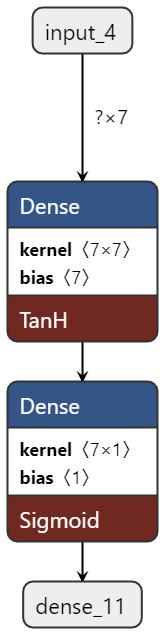 input_4
?×7
Dense
kernel〈7×7〉
bias〈7〉
TanH
Dense
kernel〈7×1〉
bias〈1〉
Sigmoid
dense_11